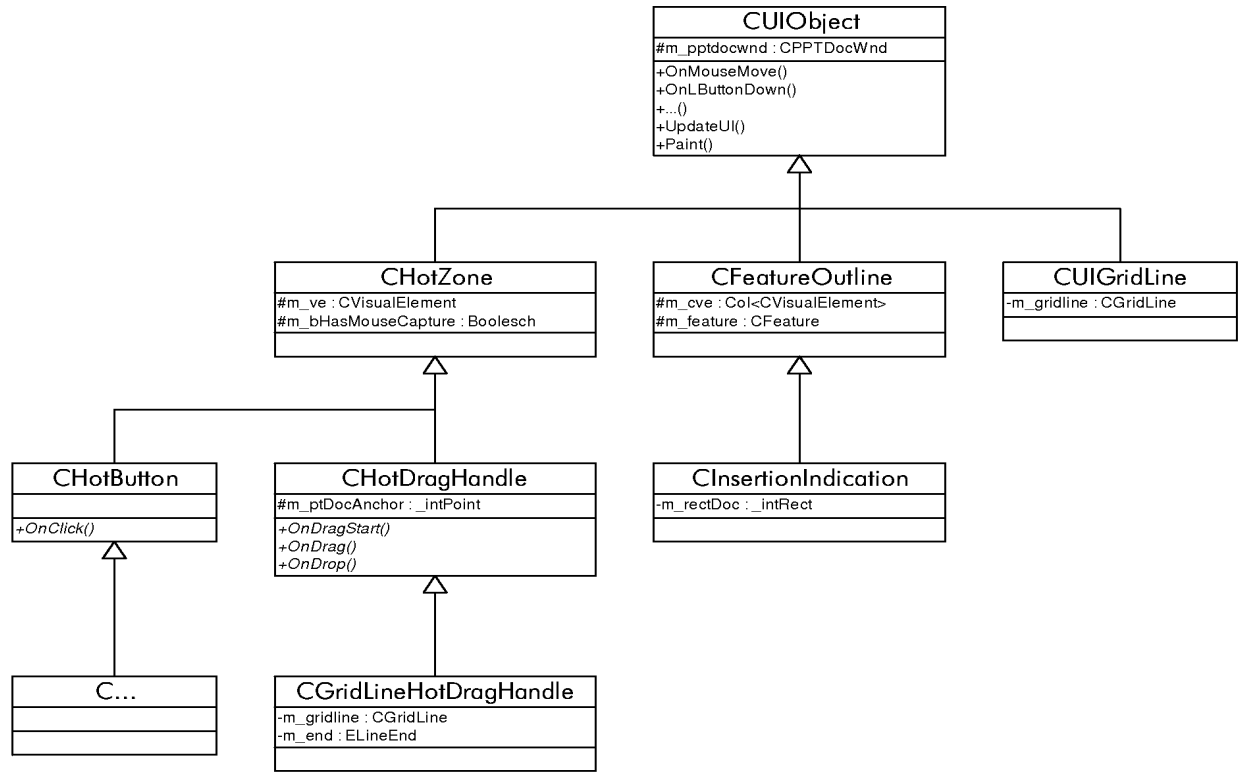 CUIObject
#m_pptdocwnd : CPPTDocWnd
+OnMouseMove()
+OnLButtonDown()
+...()
+UpdateUI()
+Paint()
CHotZone
#m_ve : CVisualElement
#m_bHasMouseCapture : Boolesch
CFeatureOutline
#m_cve : Col<CVisualElement>
#m_feature : CFeature
CUIGridLine
-m_gridline : CGridLine
CHotButton
+OnClick()
CHotDragHandle
#m_ptDocAnchor : _intPoint
+OnDragStart()
+OnDrag()
+OnDrop()
CInsertionIndication
-m_rectDoc : _intRect
C...
CGridLineHotDragHandle
-m_gridline : CGridLine
-m_end : ELineEnd